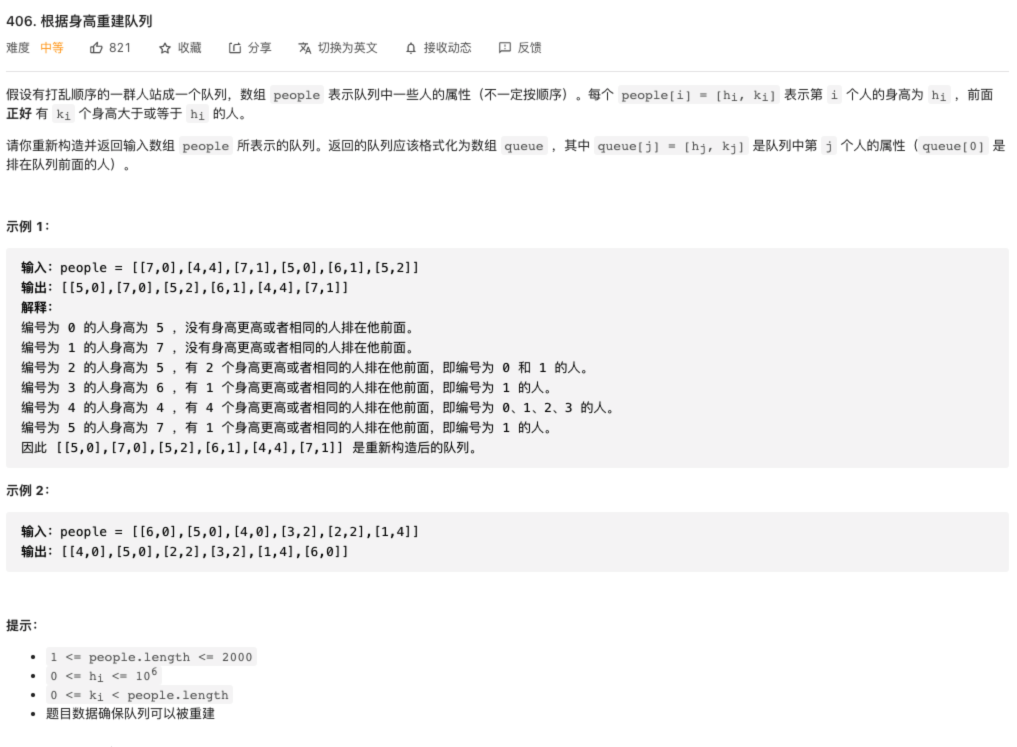 406. 根据身高重建队列
难度 中等 821 收藏 分享 切换为英文 接收动态 反馈
假设有打乱顺序的一群人站成一个队列，数组 people 表示队列中一些人的属性（不一定按顺序）。每个 people[i] = [hi, ki] 表示第 i 个人的身高为 hi ，前面
正好 有 ki 个身高大于或等于 hi 的人。
请你重新构造并返回输入数组 people 所表示的队列。返回的队列应该格式化为数组 queue ，其中 queue[j] = [hj, kj] 是队列中第 j 个人的属性（ queue[0] 是
排在队列前面的人）。
示例 1：
输入：people = [[7,0],[4,4],[7,1],[5,0],[6,1],[5,2]]
输出：[[5,0],[7,0],[5,2],[6,1],[4,4],[7,1]]
解释：
编号为 0 的人身高为 5 ，没有身高更高或者相同的人排在他前面。
编号为 1 的人身高为 7 ，没有身高更高或者相同的人排在他前面。
编号为 2 的人身高为 5 ，有 2 个身高更高或者相同的人排在他前面，即编号为 0 和 1 的人。
编号为 3 的人身高为 6 ，有 1 个身高更高或者相同的人排在他前面，即编号为 1 的人。
编号为 4 的人身高为 4 ，有 4 个身高更高或者相同的人排在他前面，即编号为 0、1、2、3 的人。
编号为 5 的人身高为 7 ，有 1 个身高更高或者相同的人排在他前面，即编号为 1 的人。
因此 [[5,0],[7,0],[5,2],[6,1],[4,4],[7,1]] 是重新构造后的队列。
示例 2：
输入：people = [[6,0],[5,0],[4,0],[3,2],[2,2],[1,4]]
输出：[[4,0],[5,0],[2,2],[3,2],[1,4],[6,0]]
提示：
• 1 <= people.length <= 2000
• 0 <= hi <= 10^6
• 0 <= ki < people.length
• 题目数据确保队列可以被重建